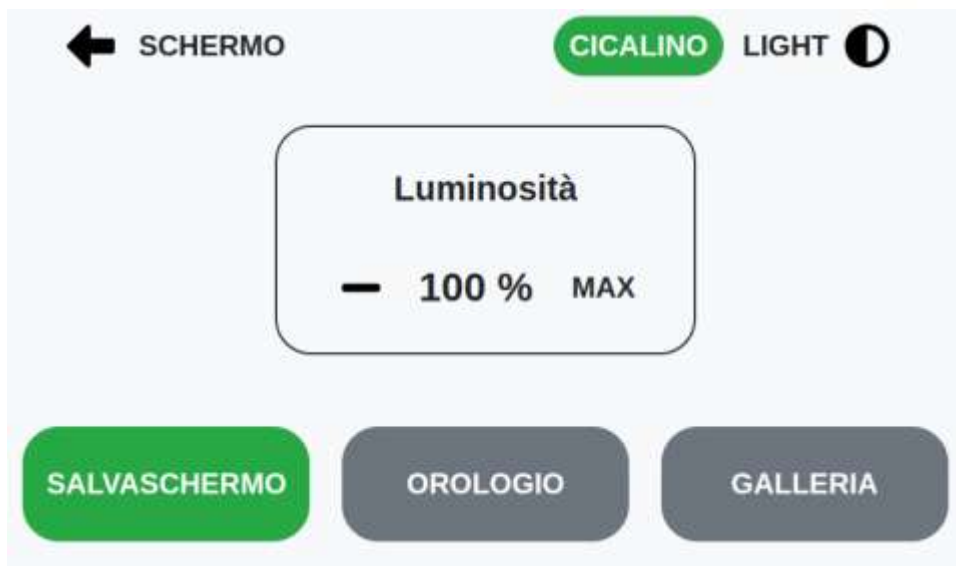 SCHERMO CICALINO LIGHT
Luminosità
100 % MAX
SALVASCHERMO OROLOGIO GALLERIA